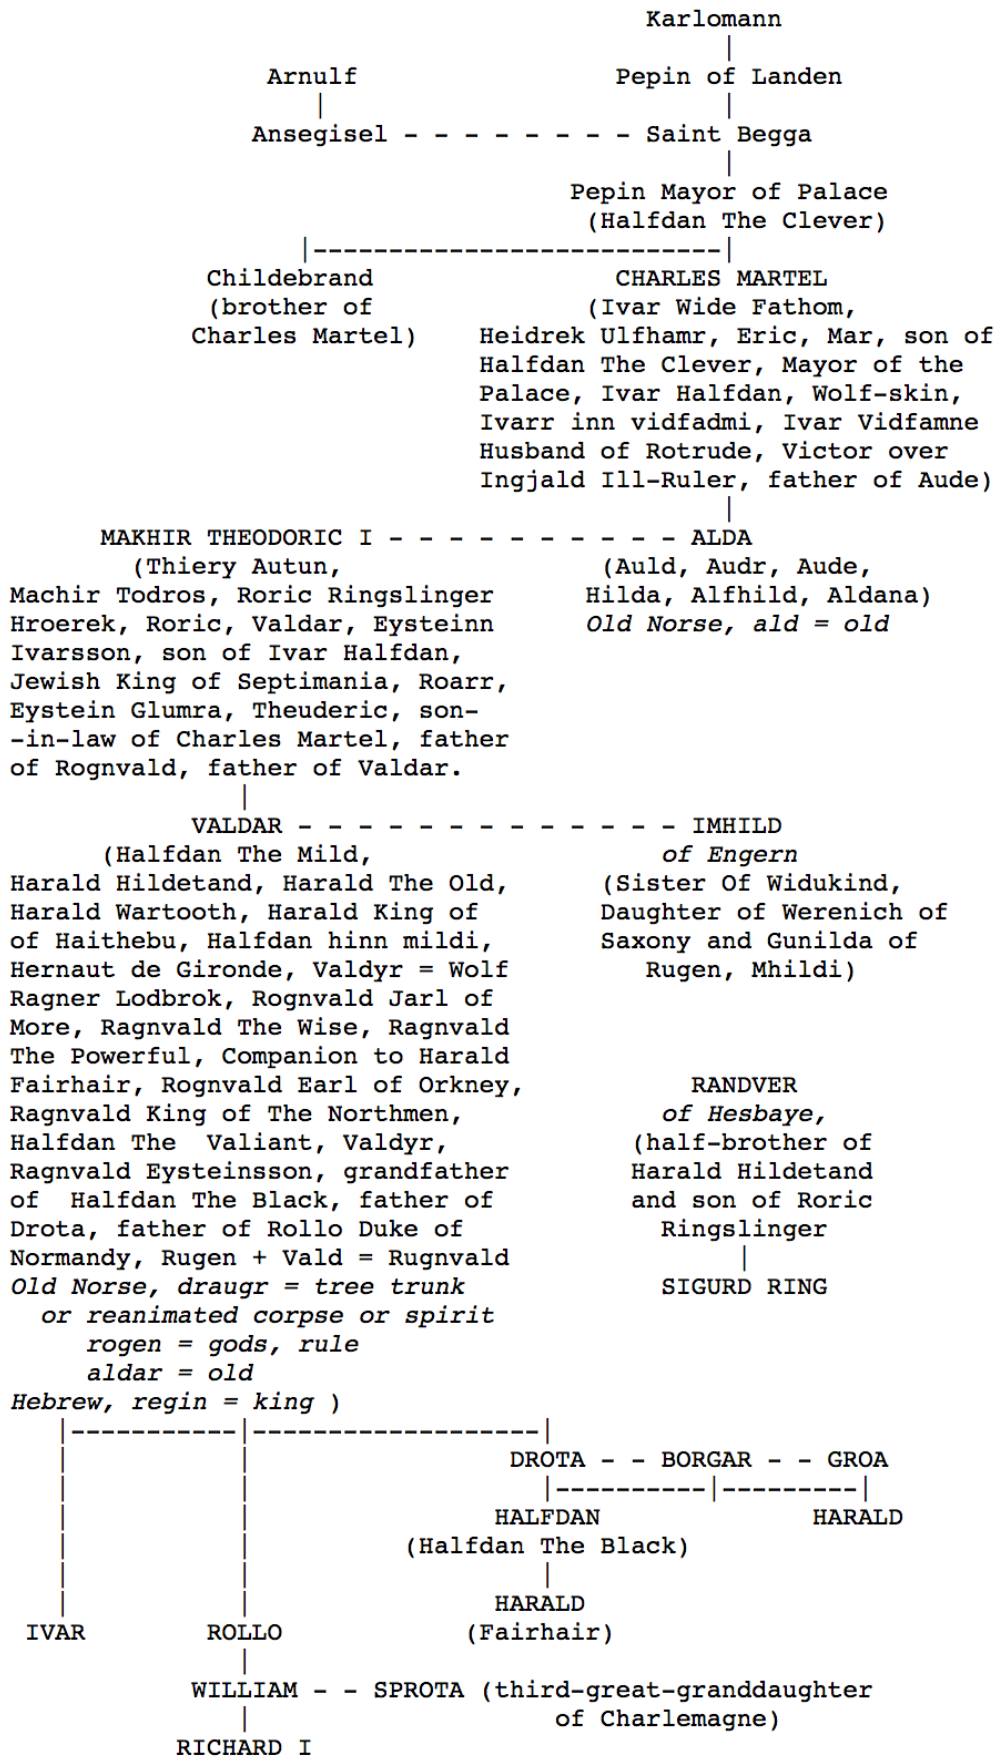 Karlomann
|
Arnulf Pepin of Landen
| |
Ansegisel - - - - - - - - Saint Begga
|
Pepin Mayor of Palace
(Halfdan The Clever)
|---------------------------|
Childebrand CHARLES MARTEL
(brother of (Ivar Wide Fathom,
Charles Martel) Heidrek Ulfhamr, Eric, Mar, son of
Halfdan The Clever, Mayor of the
Palace, Ivar Halfdan, Wolf-skin,
Ivarr inn vidfadmi, Ivar Vidfamne
Husband of Rotrude, Victor over
Ingjald Ill-Ruler, father of Aude)
|
MAKHIR THEODORIC I - - - - - - - - - - ALDA
(Thiery Autun, (Auld, Audr, Aude,
Machir Todros, Roric Ringslinger Hilda, Alfhild, Aldana)
Hroerek, Roric, Valdar, Eysteinn Old Norse, ald = old
Ivarsson, son of Ivar Halfdan,
Jewish King of Septimania, Roarr,
Eystein Glumra, Theuderic, son-
-in-law of Charles Martel, father
of Rognvald, father of Valdar.
|
VALDAR - - - - - - - - - - - - - IMHILD
(Halfdan The Mild, of Engern
Harald Hildetand, Harald The Old, (Sister Of Widukind,
Harald Wartooth, Harald King of Daughter of Werenich of
of Haithebu, Halfdan hinn mildi, Saxony and Gunilda of
Hernaut de Gironde, Valdyr = Wolf Rugen, Mhildi)
Ragner Lodbrok, Rognvald Jarl of
More, Ragnvald The Wise, Ragnvald
The Powerful, Companion to Harald
Fairhair, Rognvald Earl of Orkney, RANDVER
Ragnvald King of The Northmen, of Hesbaye,
Halfdan The Valiant, Valdyr, (half-brother of
Ragnvald Eysteinsson, grandfather Harald Hildetand
of Halfdan The Black, father of and son of Roric
Drota, father of Rollo Duke of Ringslinger
Normandy, Rugen + Vald = Rugnvald |
Old Norse, draugr = tree trunk SIGURD RING
or reanimated corpse or spirit
rogen = gods, rule
aldar = old
Hebrew, regin = king )
|-----------|-------------------|
| | DROTA - - BORGAR - - GROA
| | |----------|---------|
| | HALFDAN HARALD
| | (Halfdan The Black)
| | |
| | HARALD
IVAR ROLLO (Fairhair)
|
WILLIAM - - SPROTA (third-great-granddaughter
| of Charlemagne)
RICHARD I